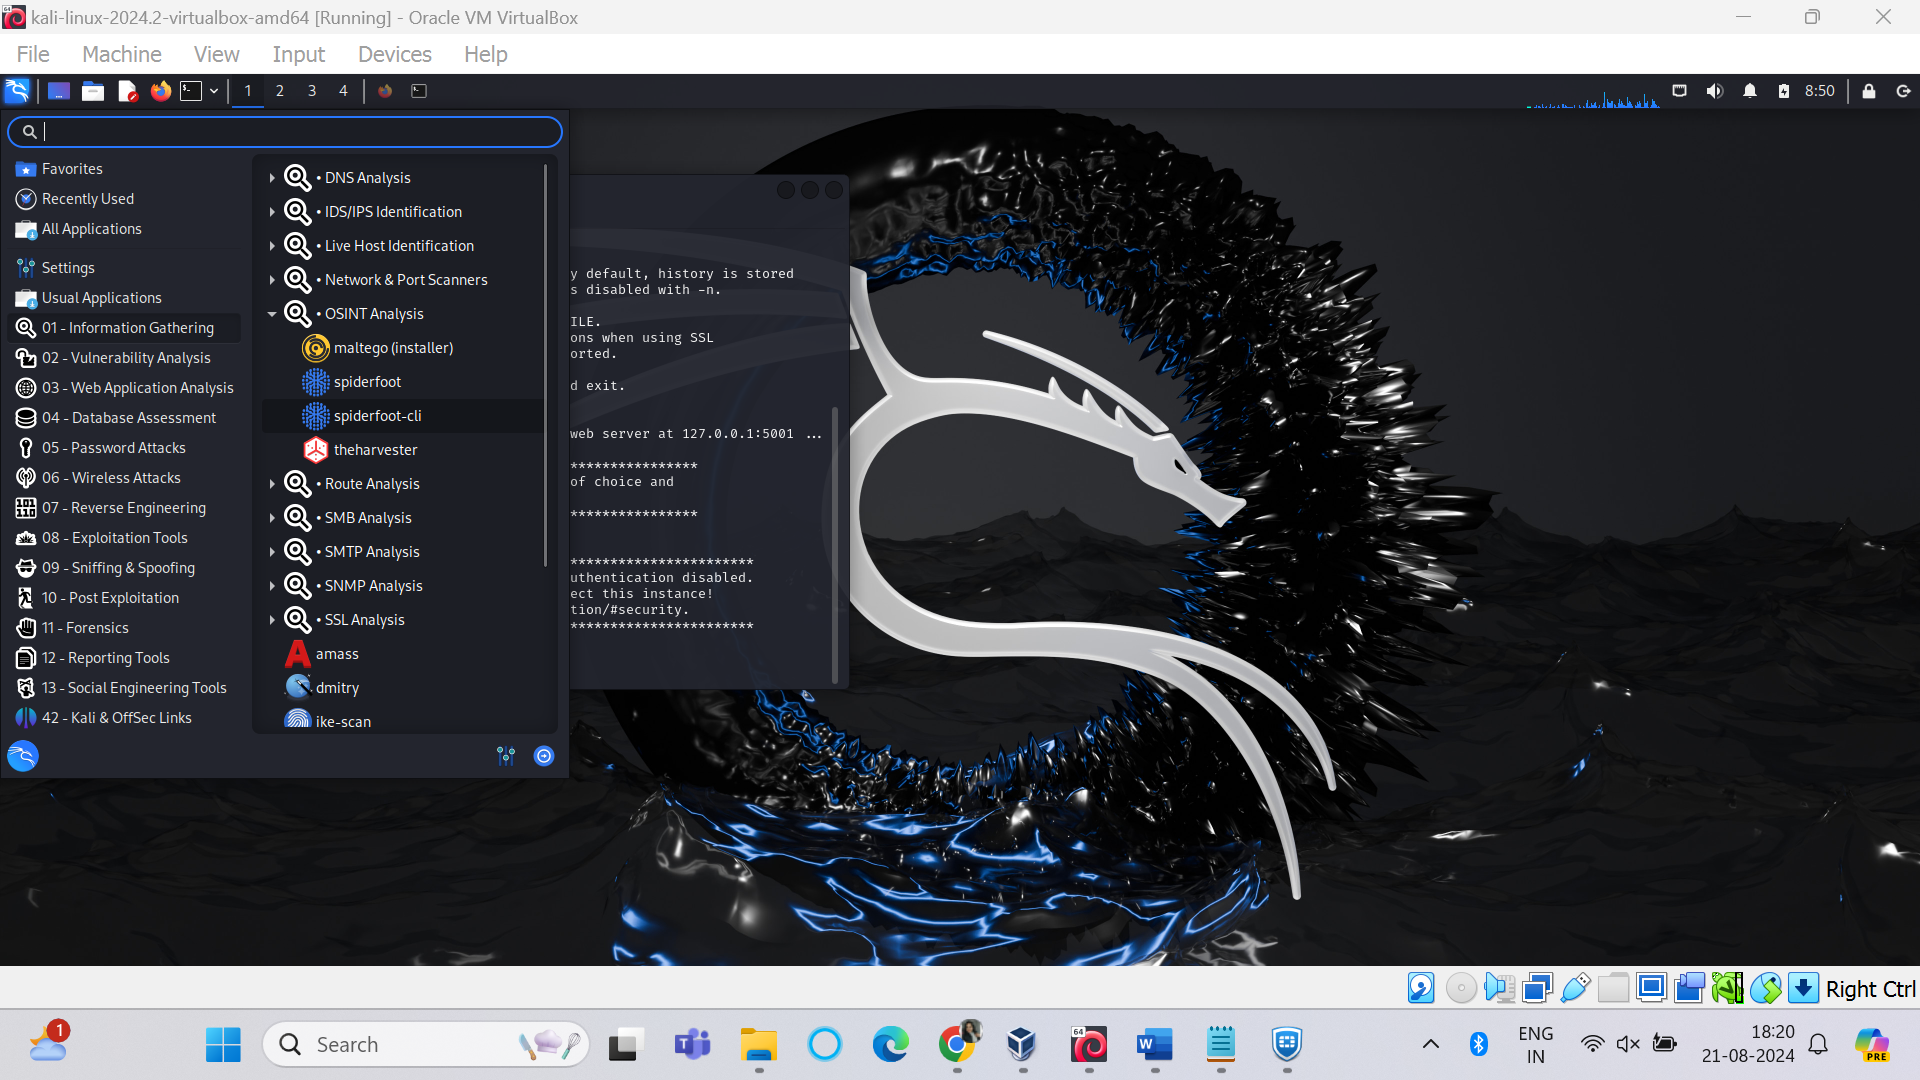 kali-linux-2024.2-virtualbox-amd64 [Running] - Oracle VM VirtualBox
File Machine View Input Devices Help
1 2 3 4
8:50
Favorites
Recently Used
All Applications
Settings
Usual Applications
01 - Information Gathering
02 - Vulnerability Analysis
03 - Web Application Analysis
04 - Database Assessment
05 - Password Attacks
06 - Wireless Attacks
07 - Reverse Engineering
08 - Exploitation Tools
09 - Sniffing & Spoofing
10 - Post Exploitation
11 - Forensics
12 - Reporting Tools
13 - Social Engineering Tools
42 - Kali & OffSec Links
• DNS Analysis
• IDS/IPS Identification
• Live Host Identification
• Network & Port Scanners
• OSINT Analysis
maltego (installer)
spiderfoot
spiderfoot-cli
theharvester
• Route Analysis
• SMB Analysis
• SMTP Analysis
• SNMP Analysis
• SSL Analysis
amass
dmitry
ike-scan
y default, history is stored
s disabled with -n.
ILE.
ons when using SSL
orted.
d exit.
web server at 127.0.0.1:5001 ...
****************
of choice and
****************
***********************
uthentication disabled.
ect this instance!
tion/#security.
***********************
Right Ctrl
1
Search
64
ENG
IN
18:20
21-08-2024
PRE